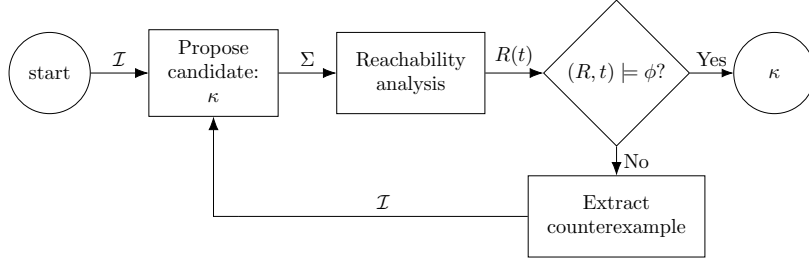 start
𝓘
Propose
candidate:
κ
Σ
Reachability
analysis
R(t)
(R, t) ⊨ ϕ?
Yes
κ
No
Extract
counterexample
𝓘